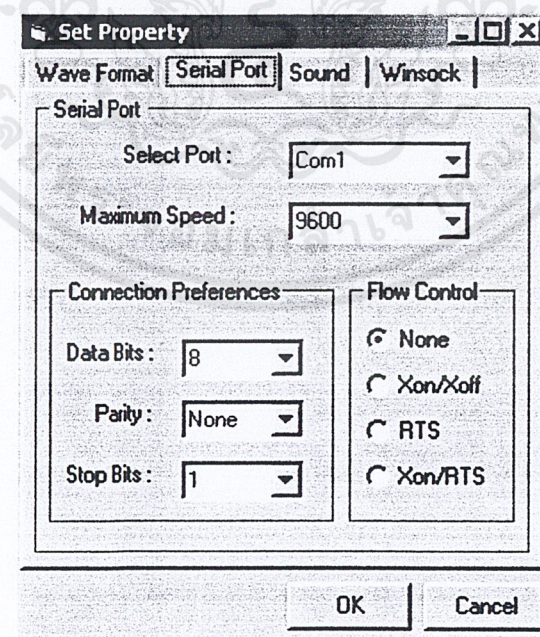 Set Property
Wave Format Serial Port Sound Winsock
Serial Port
Select Port : Com1
Maximum Speed : 9600
Connection Preferences
Data Bits : 8
Parity : None
Stop Bits : 1
Flow Control
None
Xon/Xoff
RTS
Xon/RTS
OK Cancel